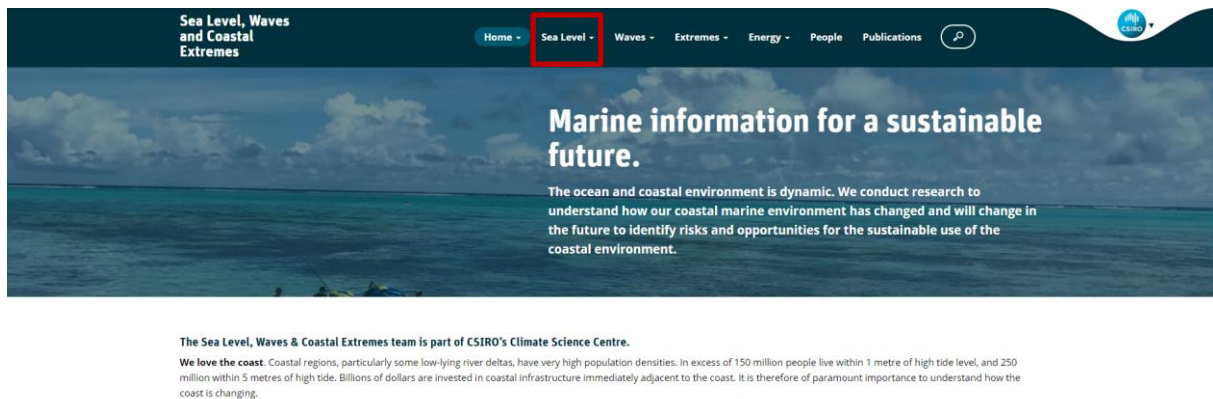 Sea Level, Waves
and Coastal
Extremes
Home Sea Level Waves Extremes Energy People Publications
CSIRO
Marine information for a sustainable
future.
The ocean and coastal environment is dynamic. We conduct research to
understand how our coastal marine environment has changed and will change in
the future to identify risks and opportunities for the sustainable use of the
coastal environment.
The Sea Level, Waves & Coastal Extremes team is part of CSIRO's Climate Science Centre.
We love the coast. Coastal regions, particularly some low-lying river deltas, have very high population densities. In excess of 150 million people live within 1 metre of high tide level, and 250
million within 5 metres of high tide. Billions of dollars are invested in coastal infrastructure immediately adjacent to the coast. It is therefore of paramount importance to understand how the
coast is changing.